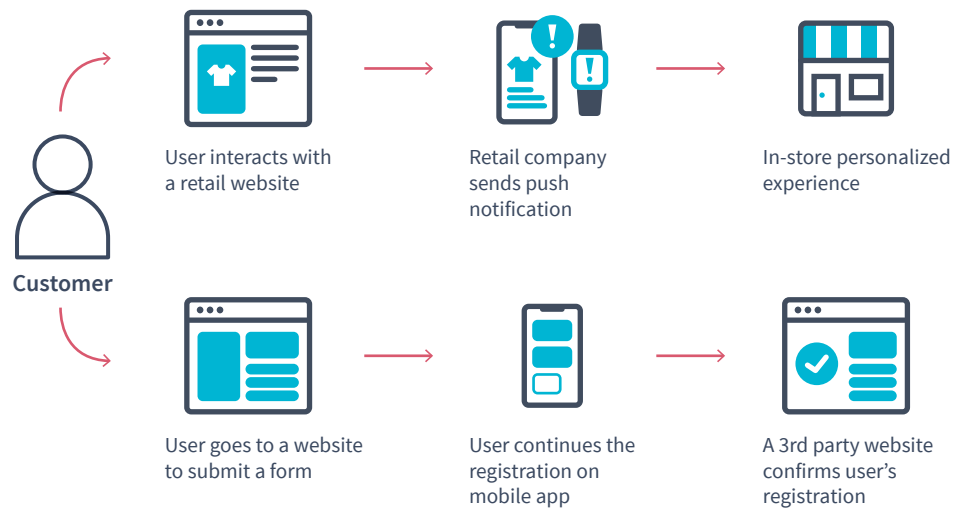 User interacts with
a retail website
Retail company
sends push
notification
In-store personalized
experience
Customer
User goes to a website
to submit a form
User continues the
registration on
mobile app
A 3rd party website
confirms user's
registration